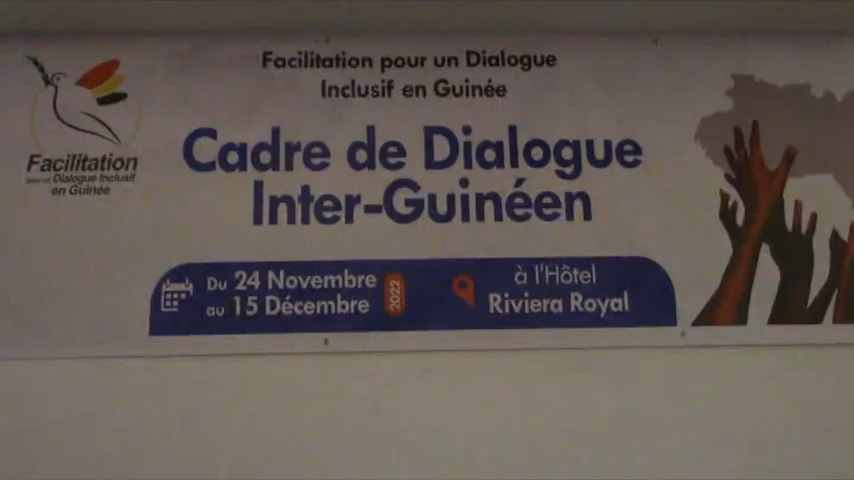 Facilitation pour un Dialogue
Inclusif en Guinée
Cadre de Dialogue
Inter-Guinéen
Facilitation
Dialogue Inclusif
en Guinée
Du 24 Novembre
au 15 Décembre
2022
à l'Hôtel
Riviera Royal